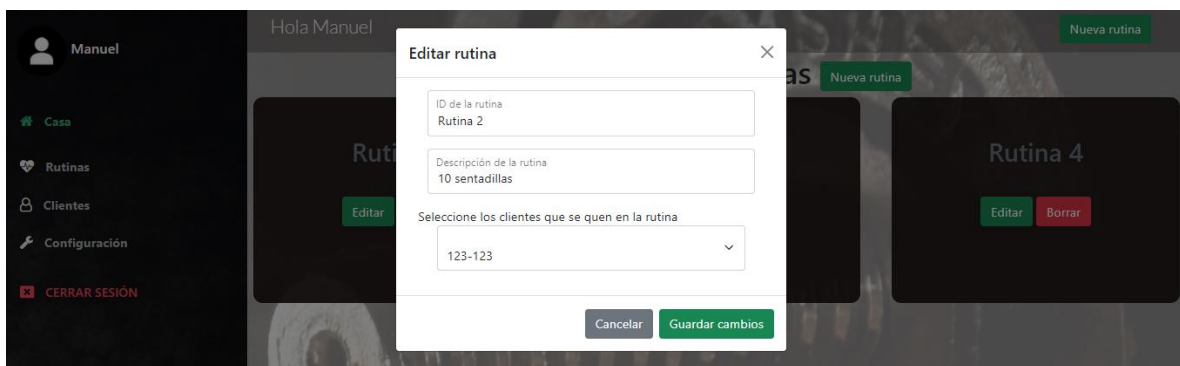 Manuel
Casa
Rutinas
Clientes
Configuración
CERRAR SESIÓN
Hola Manuel
Nueva rutina
as Nueva rutina
Ruti
Editar
Rutina 4
Editar Borrar
Editar rutina
ID de la rutina
Rutina 2
Descripción de la rutina
10 sentadillas
Seleccione los clientes que se quen en la rutina
123-123
Cancelar Guardar cambios